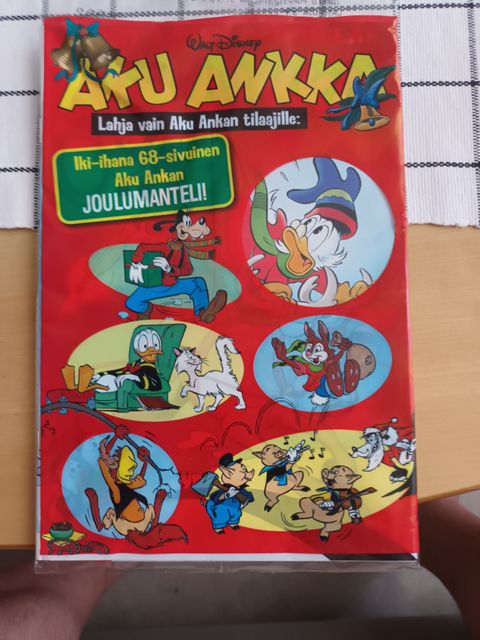 Walt Disney
AKU ANKKA
Lahja vain Aku Ankan tilaajille:
Iki-ihana 68-sivuinen
Aku Ankan
JOULUMANTELI!